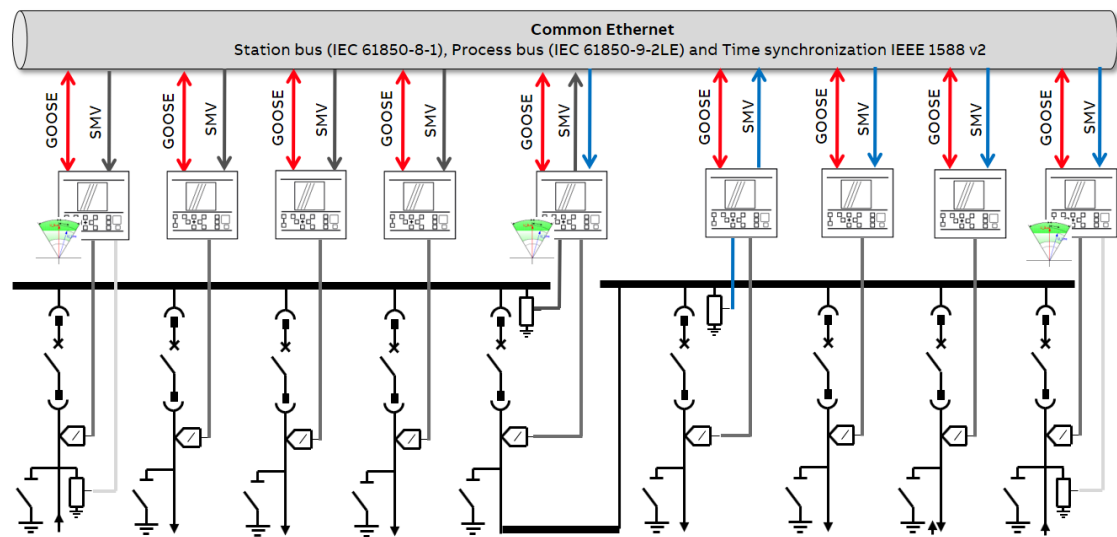 Common Ethernet
Station bus (IEC 61850-8-1), Process bus (IEC 61850-9-2LE) and Time synchronization IEEE 1588 v2
GOOSE
SMV
GOOSE
SMV
GOOSE
SMV
GOOSE
SMV
GOOSE
SMV
GOOSE
SMV
GOOSE
SMV
GOOSE
SMV
GOOSE
SMV